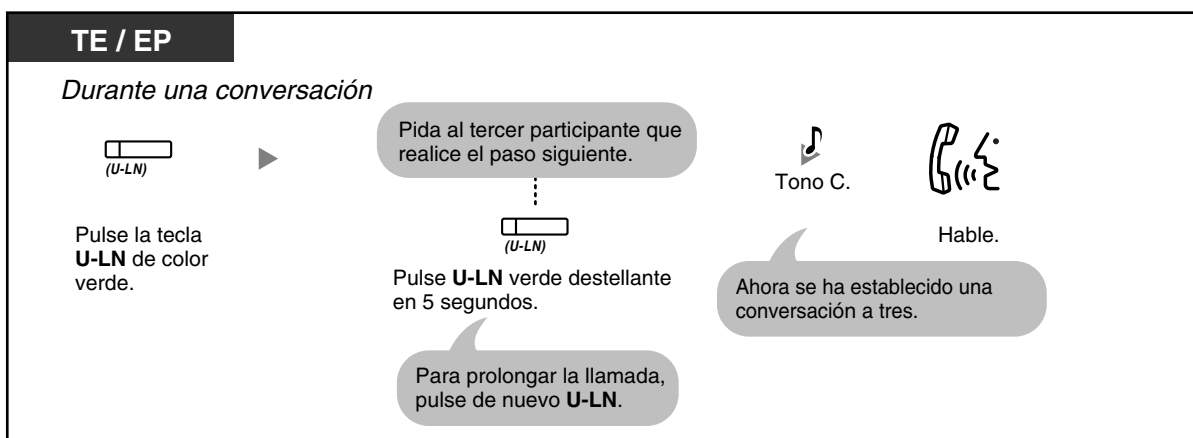 TE / EP
Durante una conversación
(U-LN)
Pulse la tecla
U-LN de color
verde.
Pida al tercer participante que
realice el paso siguiente.
(U-LN)
Pulse U-LN verde destellante
en 5 segundos.
Para prolongar la llamada,
pulse de nuevo U-LN.
Tono C.
Ahora se ha establecido una
conversación a tres.
Hable.